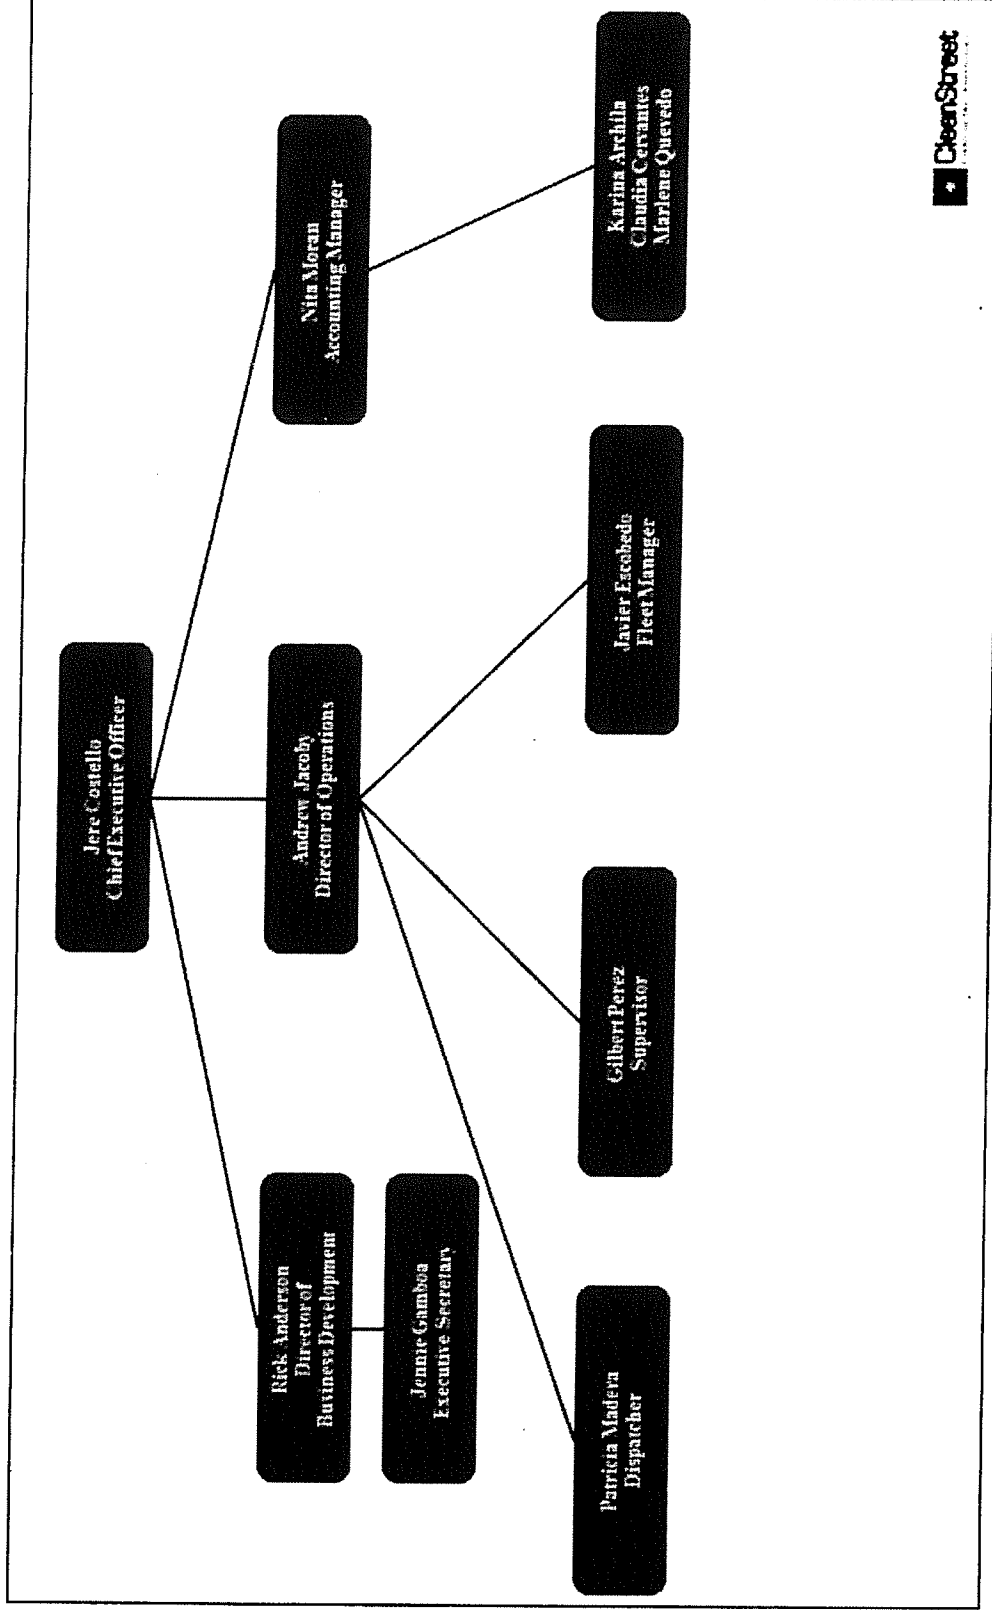 Jere Costello
Chief Executive Officer
Rick Anderson
Director of
Business Development
Andrew Jacoby
Director of Operations
Nita Moran
Accounting Manager
Jennie Gamboa
Executive Secretary
Patricia Madera
Dispatcher
Gilbert Perez
Supervisor
Javier Escobedo
Fleet Manager
Karina Archila
Claudia Cervantes
Marlene Quevedo
CleanStreet